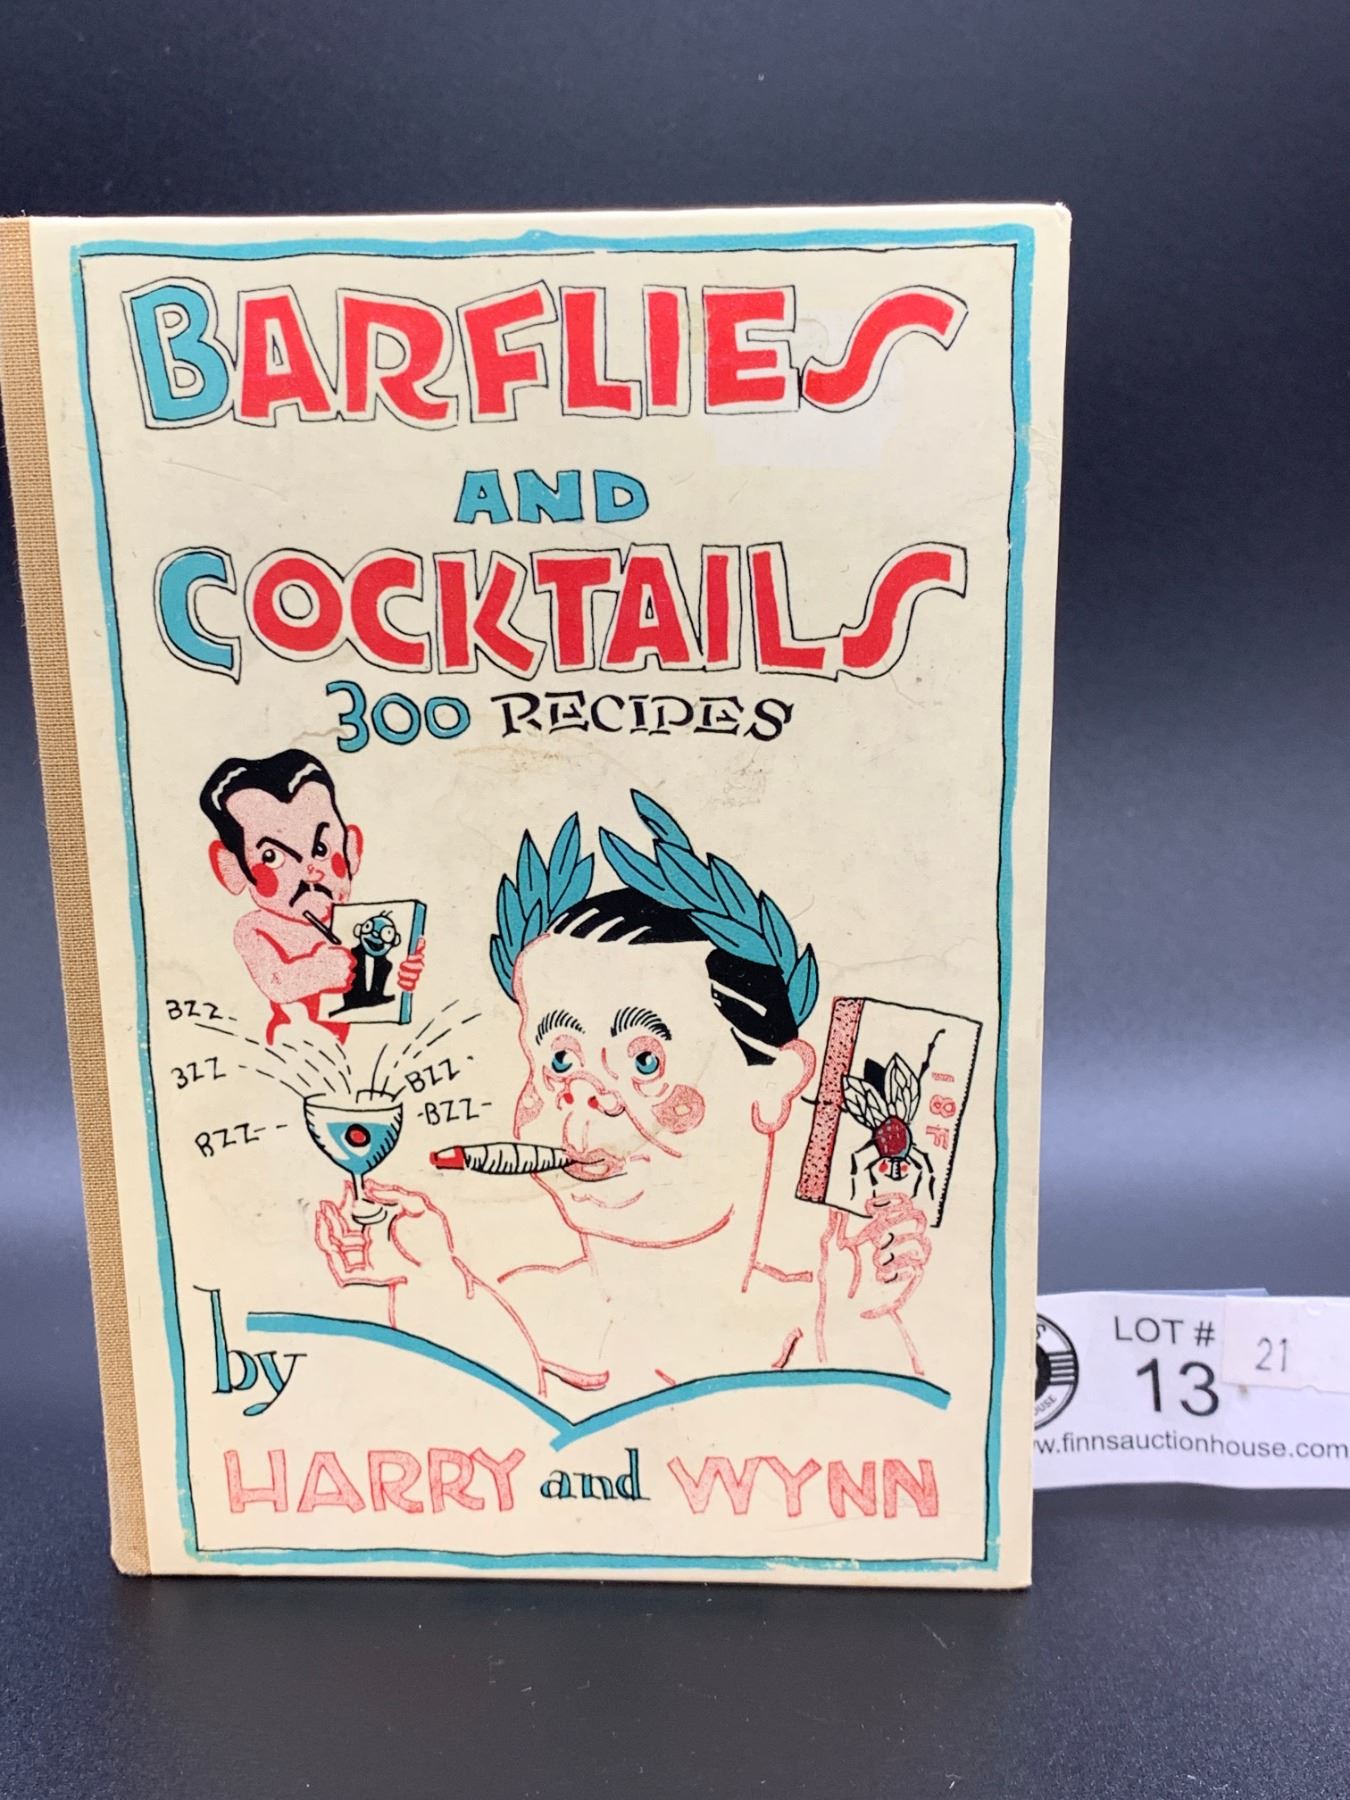 BARFLIES
AND
COCKTAILS
300 RECIPES
BZZ
BZZ
BZZ
BZZ
BZZ
IBF
by
HARRY and WYNN
LOT #
13
21
w.finnsauctionhouse.com